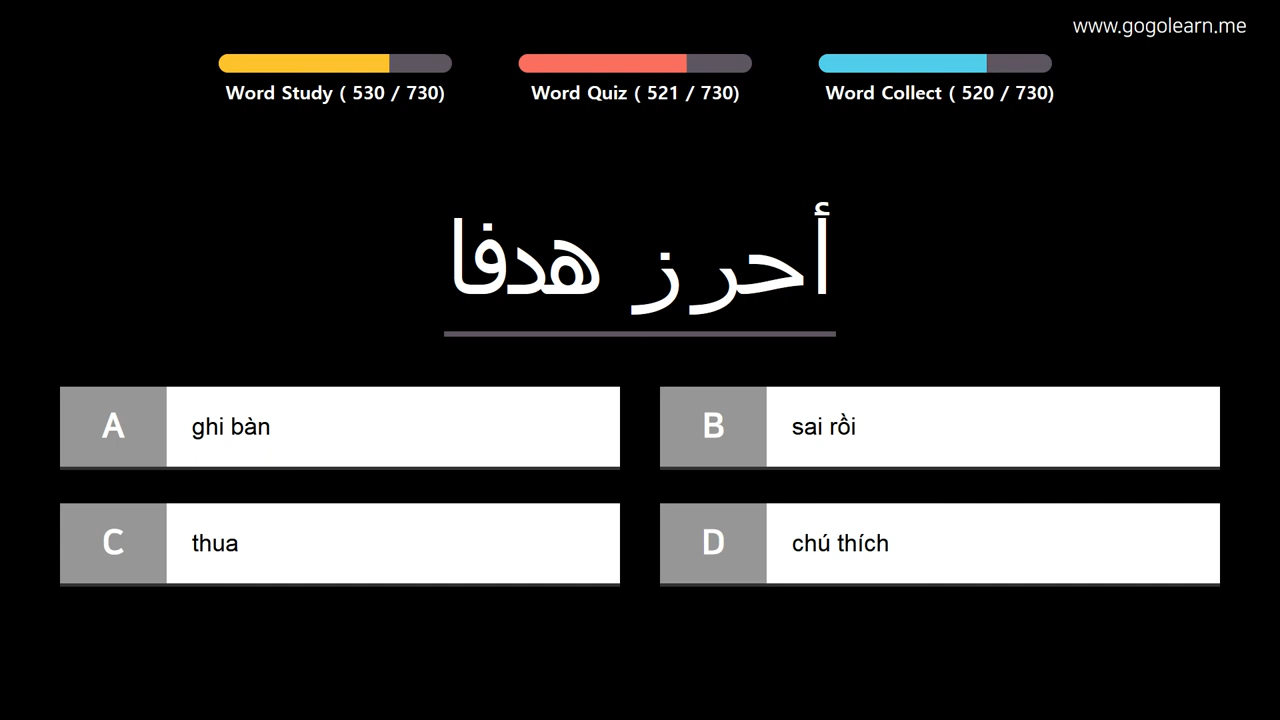 www.gogolearn.me
Word Study ( 530 / 730)
Word Quiz ( 521 / 730)
Word Collect ( 520 / 730)
أحرز هدفا
A ghi bàn
B sai rồi
C thua
D chú thích